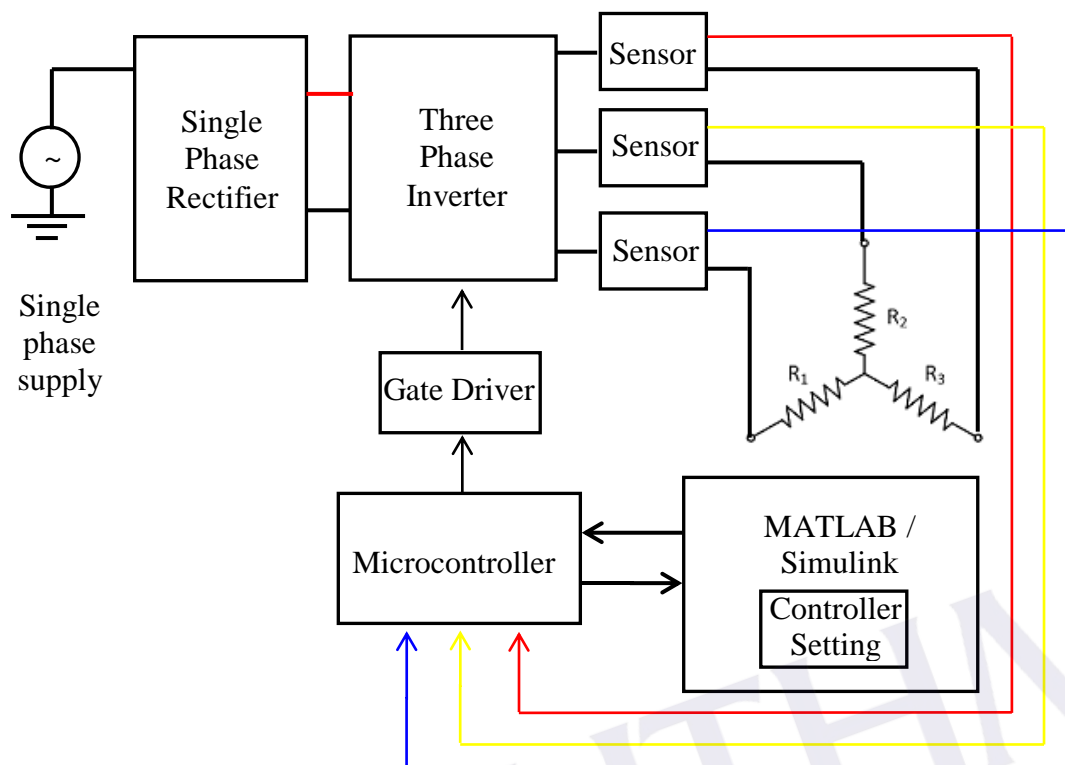 Sensor
Single
Phase
Rectifier
Three
Phase
Inverter
~
Sensor
Sensor
Single
phase
supply
R2
R1
R3
Gate Driver
Microcontroller
MATLAB /
Simulink
Controller
Setting